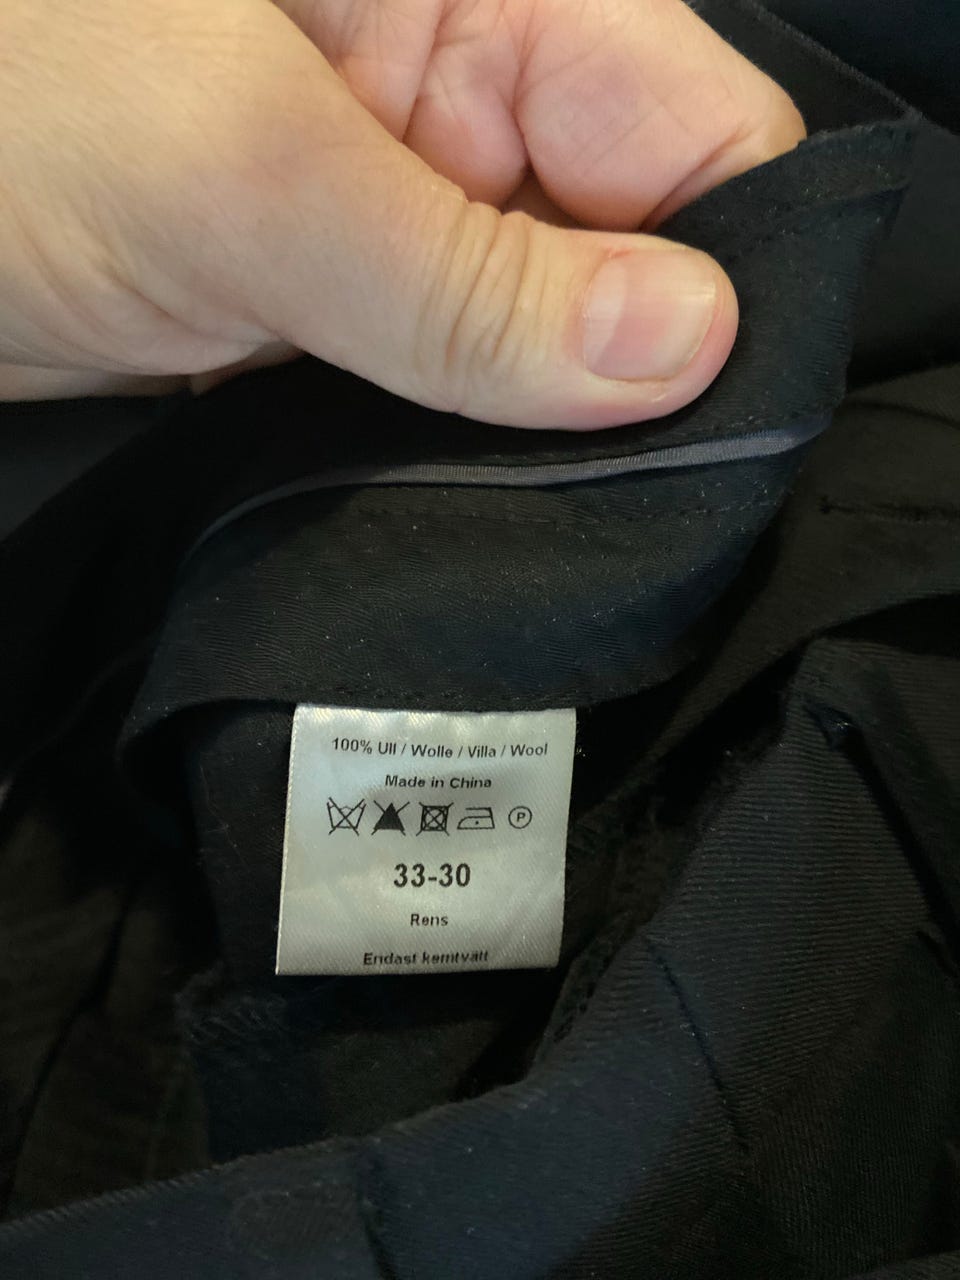 100% Ull / Wolle / Villa / Wool
Made in China
P
33-30
Rens
Endast kemtvätt